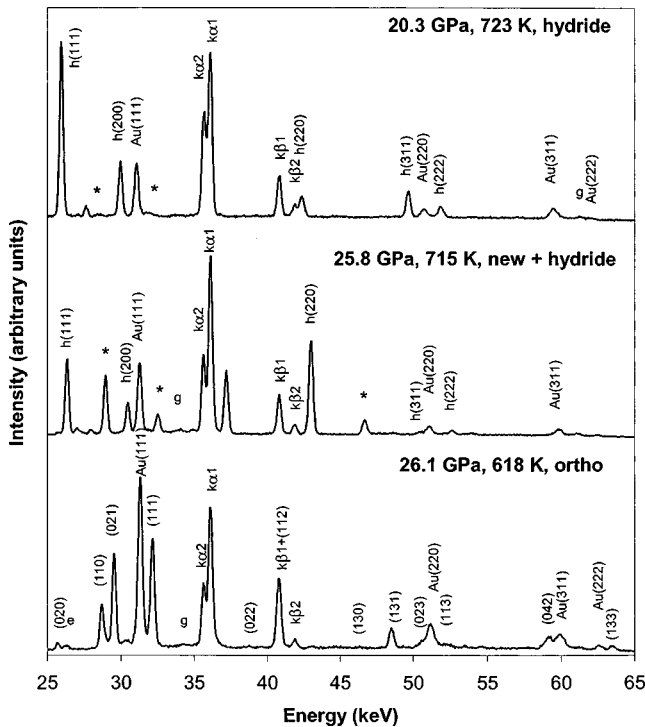 20.3 GPa, 723 K, hydride
h(111)
*
h(200)
Au(111)
*
kα2
kα1
kβ1
kβ2
h(220)
h(311)
Au(220)
h(222)
Au(311)
g
Au(222)
25.8 GPa, 715 K, new + hydride
h(111)
*
h(200)
Au(111)
*
g
kα2
kα1
kβ1
kβ2
h(220)
*
h(311)
Au(220)
h(222)
Au(311)
26.1 GPa, 618 K, ortho
(020)
e
(110)
(021)
Au(111
(111)
g
kα2
kα1
(022)
kβ1+(112)
kβ2
(130)
(131)
(023)
Au(220)
(113)
(042)
Au(311)
Au(222)
(133)
Intensity (arbitrary units)
25 30 35 40 45 50 55 60 65
Energy (keV)